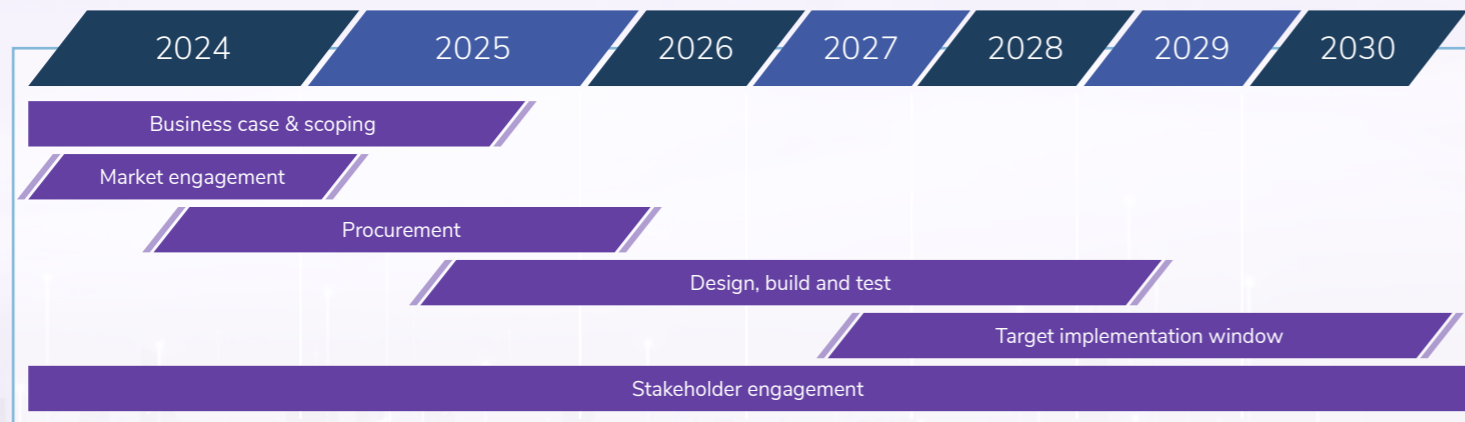 2024 2025 2026 2027 2028 2029 2030
Business case & scoping
Market engagement
Procurement
Design, build and test
Target implementation window
Stakeholder engagement